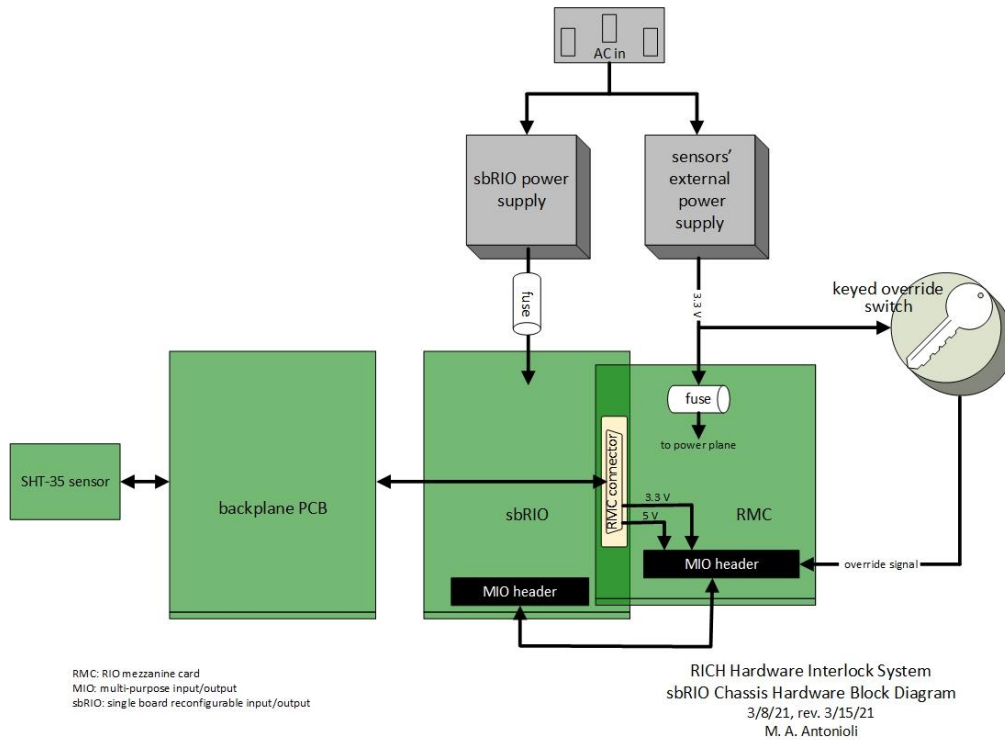 AC in
sbRIO power
supply
sensors'
external
power
supply
fuse
3.3 V
keyed override
switch
fuse
to power plane
SHT-35 sensor
backplane PCB
sbRIO
RMC connector
3.3 V
5 V
RMC
MIO header
override signal
MIO header
RMC: RIO mezzanine card
MIO: multi-purpose input/output
sbRIO: single board reconfigurable input/output
RICH Hardware Interlock System
sbRIO Chassis Hardware Block Diagram
3/8/21, rev. 3/15/21
M. A. Antonioli